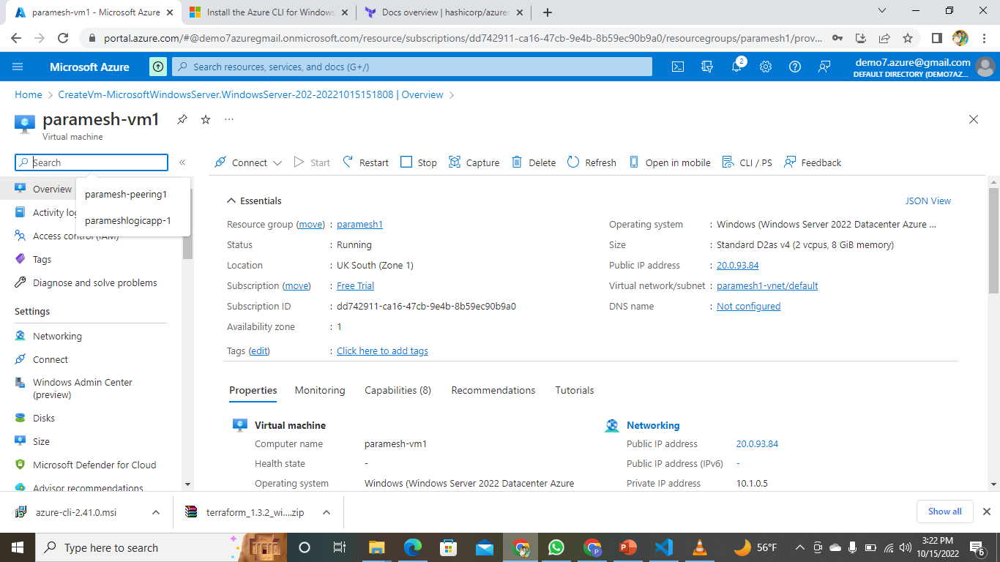 paramesh-vm1 - Microsoft Azure
Install the Azure CLI for Windows
Docs overview | hashicorp/azurer
portal.azure.com/#@demo7azuregmail.onmicrosoft.com/resource/subscriptions/dd742911-ca16-47cb-9e4b-8b59ec90b9a0/resourcegroups/paramesh1/prov...
Microsoft Azure
Search resources, services, and docs (G+/)
2
demo7.azure@gmail.com
DEFAULT DIRECTORY (DEMO7AZ...
Home > CreateVm-MicrosoftWindowsServer.WindowsServer-202-20221015151808 | Overview >
paramesh-vm1
Virtual machine
Search
Connect
Start
Restart
Stop
Capture
Delete
Refresh
Open in mobile
CLI / PS
Feedback
Overview
paramesh-peering1
Activity log
parameshlogicapp-1
Access control (IAM)
Tags
Diagnose and solve problems
Settings
Networking
Connect
Windows Admin Center
(preview)
Disks
Size
Microsoft Defender for Cloud
Advisor recommendations
Essentials
JSON View
Resource group (move) : paramesh1
Status : Running
Location : UK South (Zone 1)
Subscription (move) : Free Trial
Subscription ID : dd742911-ca16-47cb-9e4b-8b59ec90b9a0
Availability zone : 1
Tags (edit) : Click here to add tags
Operating system : Windows (Windows Server 2022 Datacenter Azure ...
Size : Standard D2as v4 (2 vcpus, 8 GiB memory)
Public IP address : 20.0.93.84
Virtual network/subnet : paramesh1-vnet/default
DNS name : Not configured
Properties
Monitoring
Capabilities (8)
Recommendations
Tutorials
Virtual machine
Computer name paramesh-vm1
Health state -
Operating system Windows (Windows Server 2022 Datacenter Azure
Networking
Public IP address 20.0.93.84
Public IP address (IPv6) -
Private IP address 10.1.0.5
azure-cli-2.41.0.msi
terraform_1.3.2_wi....zip
Show all
Type here to search
56°F
3:22 PM
10/15/2022
6